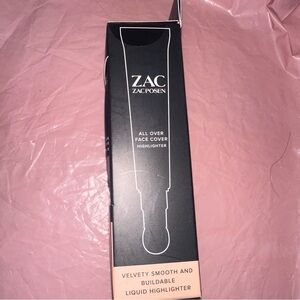 ZAC
ZAC POSEN
ALL OVER
FACE COVER
HIGHLIGHTER
VELVETY SMOOTH AND
BUILDABLE
LIQUID HIGHLIGHTER